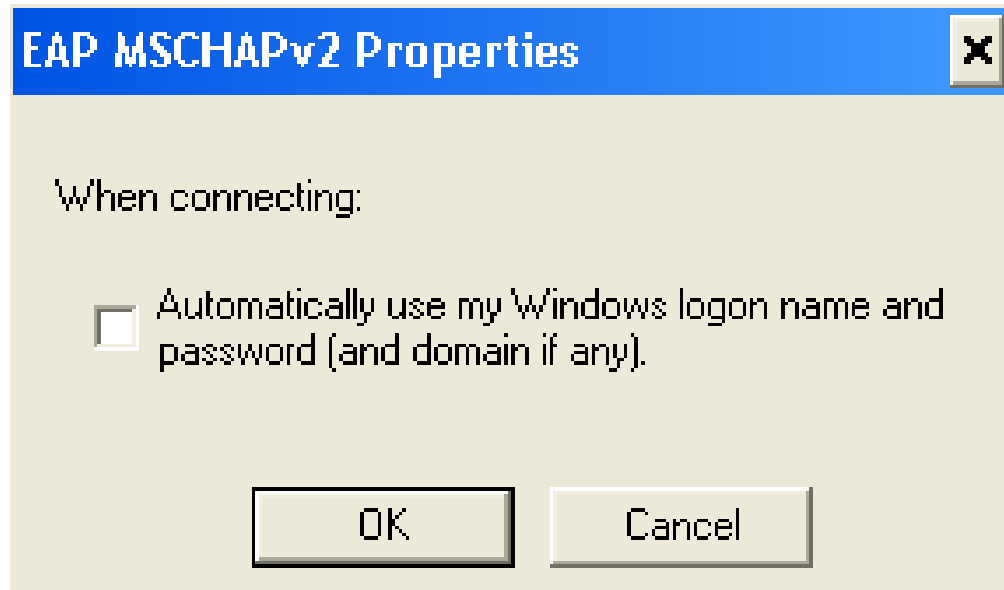 EAP MSCHAPv2 Properties
When connecting:
Automatically use my Windows logon name and
password (and domain if any).
OK
Cancel